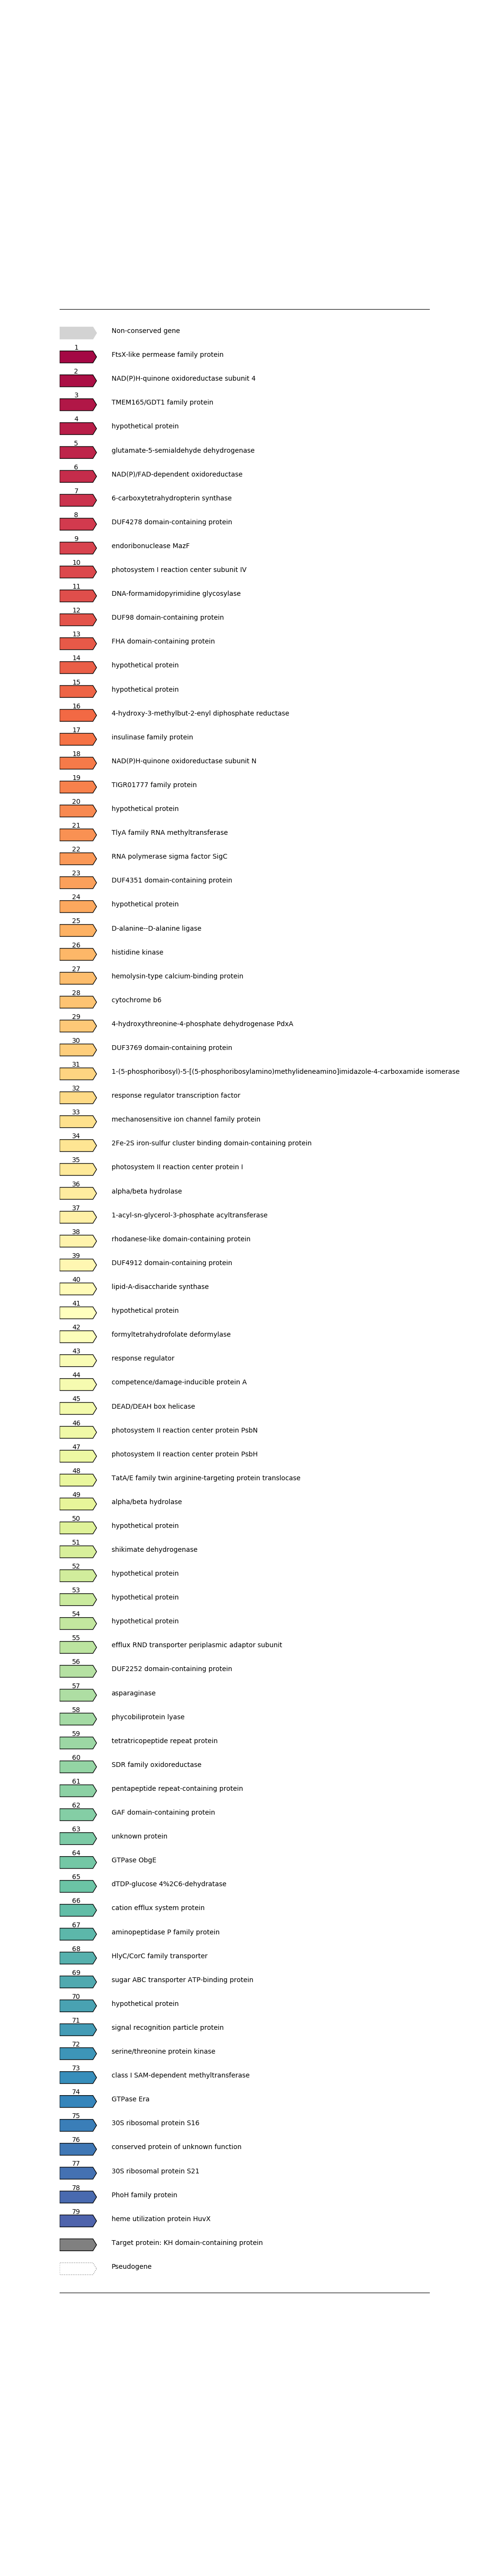 Non-conserved gene
1
FtsX-like permease family protein
2
NAD(P)H-quinone oxidoreductase subunit 4
3
TMEM165/GDT1 family protein
4
hypothetical protein
5
glutamate-5-semialdehyde dehydrogenase
6
NAD(P)/FAD-dependent oxidoreductase
7
6-carboxytetrahydropterin synthase
8
DUF4278 domain-containing protein
9
endoribonuclease MazF
10
photosystem I reaction center subunit IV
11
DNA-formamidopyrimidine glycosylase
12
DUF98 domain-containing protein
13
FHA domain-containing protein
14
hypothetical protein
15
hypothetical protein
16
4-hydroxy-3-methylbut-2-enyl diphosphate reductase
17
insulinase family protein
18
NAD(P)H-quinone oxidoreductase subunit N
19
TIGR01777 family protein
20
hypothetical protein
21
TlyA family RNA methyltransferase
22
RNA polymerase sigma factor SigC
23
DUF4351 domain-containing protein
24
hypothetical protein
25
D-alanine--D-alanine ligase
26
histidine kinase
27
hemolysin-type calcium-binding protein
28
cytochrome b6
29
4-hydroxythreonine-4-phosphate dehydrogenase PdxA
30
DUF3769 domain-containing protein
31
1-(5-phosphoribosyl)-5-[(5-phosphoribosylamino)methylideneamino]imidazole-4-carboxamide isomerase
32
response regulator transcription factor
33
mechanosensitive ion channel family protein
34
2Fe-2S iron-sulfur cluster binding domain-containing protein
35
photosystem II reaction center protein I
36
alpha/beta hydrolase
37
1-acyl-sn-glycerol-3-phosphate acyltransferase
38
rhodanese-like domain-containing protein
39
DUF4912 domain-containing protein
40
lipid-A-disaccharide synthase
41
hypothetical protein
42
formyltetrahydrofolate deformylase
43
response regulator
44
competence/damage-inducible protein A
45
DEAD/DEAH box helicase
46
photosystem II reaction center protein PsbN
47
photosystem II reaction center protein PsbH
48
TatA/E family twin arginine-targeting protein translocase
49
alpha/beta hydrolase
50
hypothetical protein
51
shikimate dehydrogenase
52
hypothetical protein
53
hypothetical protein
54
hypothetical protein
55
efflux RND transporter periplasmic adaptor subunit
56
DUF2252 domain-containing protein
57
asparaginase
58
phycobiliprotein lyase
59
tetratricopeptide repeat protein
60
SDR family oxidoreductase
61
pentapeptide repeat-containing protein
62
GAF domain-containing protein
63
unknown protein
64
GTPase ObgE
65
dTDP-glucose 4%2C6-dehydratase
66
cation efflux system protein
67
aminopeptidase P family protein
68
HlyC/CorC family transporter
69
sugar ABC transporter ATP-binding protein
70
hypothetical protein
71
signal recognition particle protein
72
serine/threonine protein kinase
73
class I SAM-dependent methyltransferase
74
GTPase Era
75
30S ribosomal protein S16
76
conserved protein of unknown function
77
30S ribosomal protein S21
78
PhoH family protein
79
heme utilization protein HuvX
Target protein: KH domain-containing protein
Pseudogene